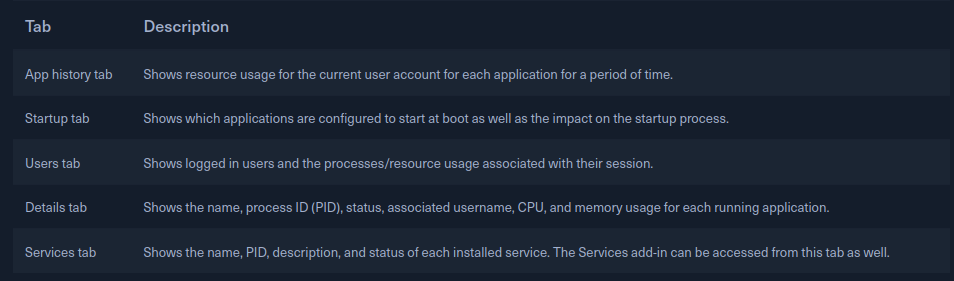 Tab Description
App history tab Shows resource usage for the current user account for each application for a period of time.
Startup tab Shows which applications are configured to start at boot as well as the impact on the startup process.
Users tab Shows logged in users and the processes/resource usage associated with their session.
Details tab Shows the name, process ID (PID), status, associated username, CPU, and memory usage for each running application.
Services tab Shows the name, PID, description, and status of each installed service. The Services add-in can be accessed from this tab as well.